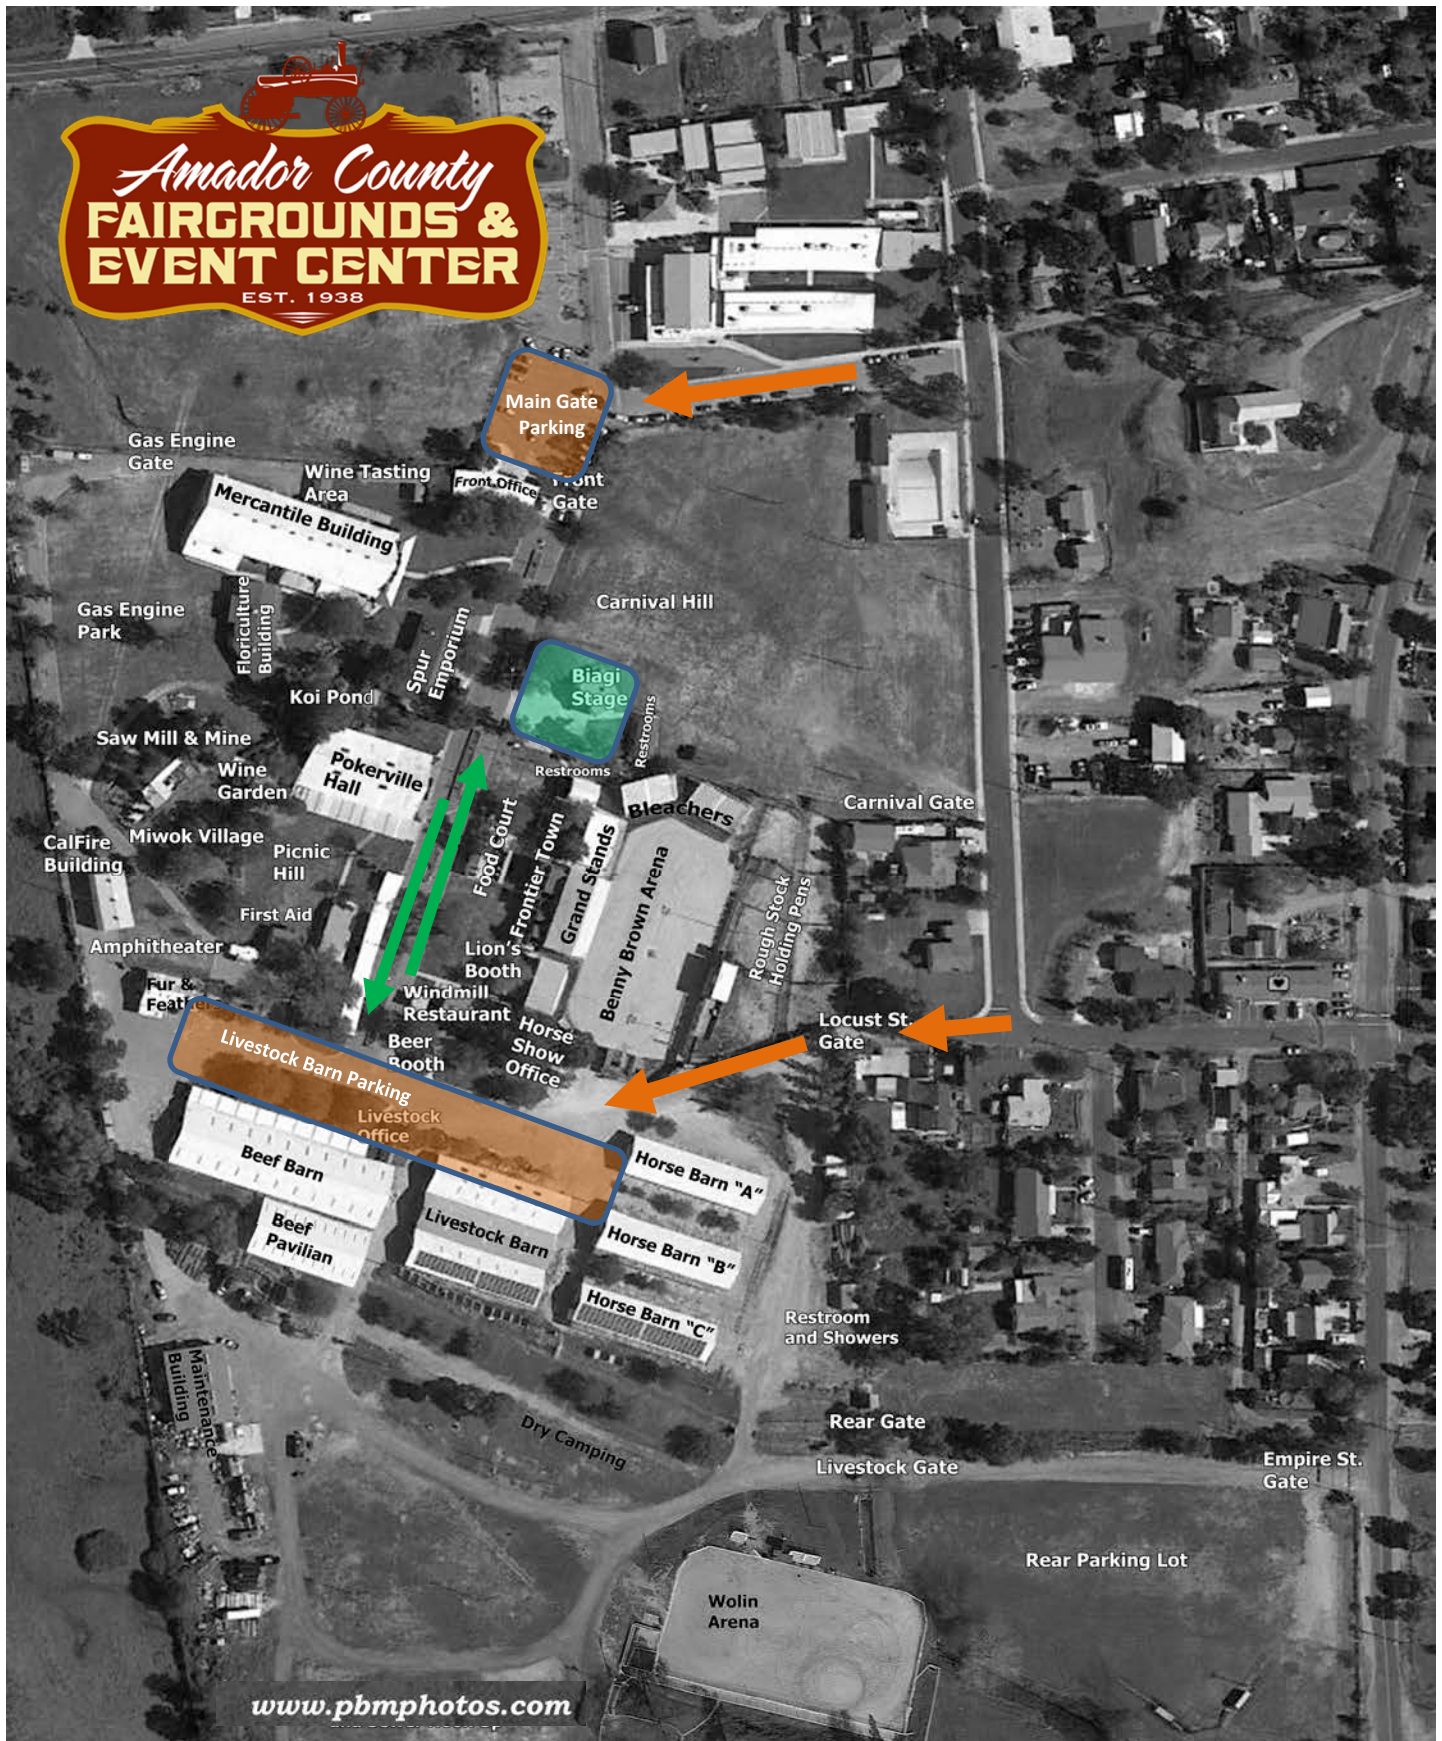 Amador County
FAIRGROUNDS &
EVENT CENTER
EST. 1938
Main Gate
Parking
Gas Engine
Gate
Wine Tasting
Area
Front Office
Front
Gate
Mercantile Building
Gas Engine
Park
Floriculture
Building
Carnival Hill
Spur
Emporium
Koi Pond
Biagi
Stage
Restrooms
Restrooms
Saw Mill & Mine
Wine
Garden
Pokerville
Hall
Bleachers
Carnival Gate
CalFire
Building
Miwok Village
Picnic
Hill
Food Court
Frontier Town
Grand Stands
Benny Brown Arena
Rough Stock
Holding Pens
First Aid
Amphitheater
Lion's
Booth
Fur &
Feathers
Windmill
Restaurant
Horse
Show
Office
Beer
Booth
Locust St.
Gate
Livestock Barn Parking
Livestock
Office
Beef Barn
Beef
Pavilian
Livestock Barn
Horse Barn "A"
Horse Barn "B"
Horse Barn "C"
Restroom
and Showers
Maintenance
Building
Dry Camping
Rear Gate
Livestock Gate
Empire St.
Gate
Rear Parking Lot
Wolin
Arena
www.pbmphotos.com